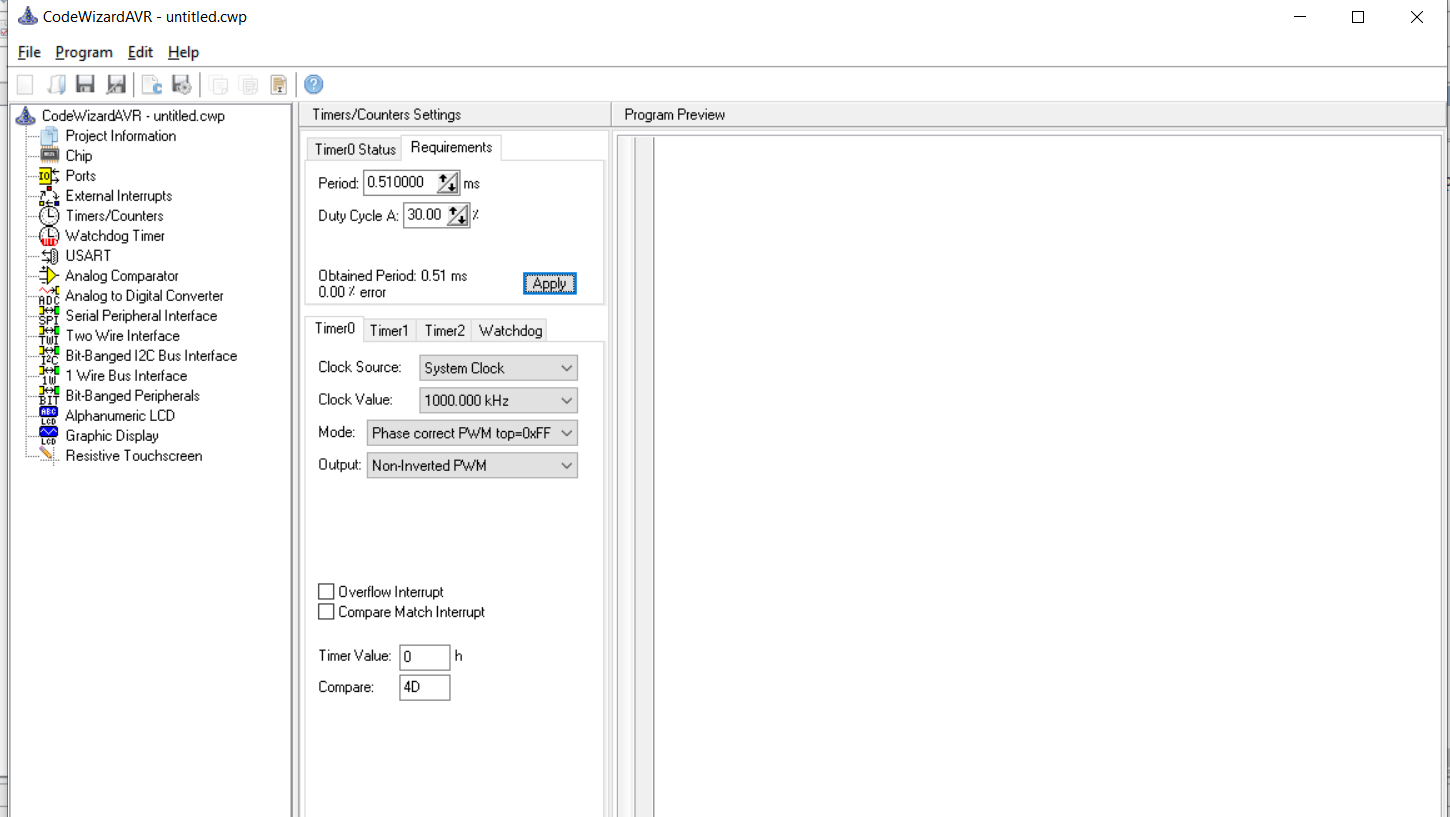 CodeWizardAVR - untitled.cwp
File Program Edit Help
CodeWizardAVR - untitled.cwp
Project Information
Chip
Ports
External Interrupts
Timers/Counters
Watchdog Timer
USART
Analog Comparator
Analog to Digital Converter
Serial Peripheral Interface
Two Wire Interface
Bit-Banged I2C Bus Interface
1 Wire Bus Interface
Bit-Banged Peripherals
Alphanumeric LCD
Graphic Display
Resistive Touchscreen
Timers/Counters Settings
Timer0 Status Requirements
Period: 0.510000 ms
Duty Cycle A: 30.00 %
Obtained Period: 0.51 ms
0.00 % error
Apply
Timer0 Timer1 Timer2 Watchdog
Clock Source: System Clock
Clock Value: 1000.000 kHz
Mode: Phase correct PWM top=0xFF
Output: Non-Inverted PWM
Overflow Interrupt
Compare Match Interrupt
Timer Value: 0 h
Compare: 4D
Program Preview